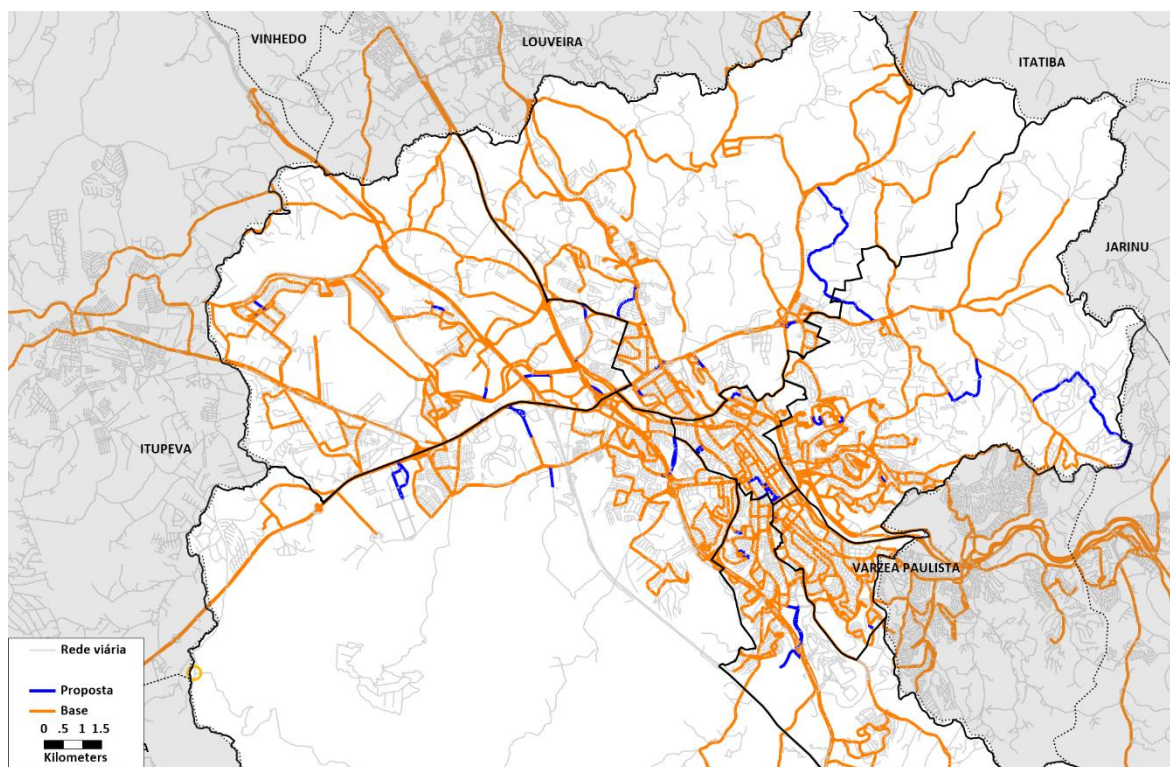 VINHEDO
LOUVEIRA
ITATIBA
JARINU
ITUPEVA
VARZEA PAULISTA
Rede viária
Proposta
Base
0 .5 1 1.5
Kilometers
A